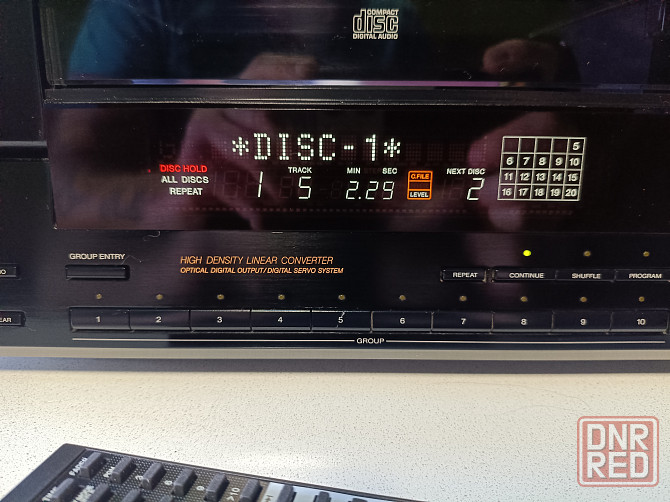 COMPACT
disc
DIGITAL AUDIO
*DISC-1*
DISC HOLD
ALL DISCS
REPEAT
TRACK MIN SEC
1 5 2.29
C.FILE
LEVEL
NEXT DISC
2
5
6 7 8 9 10
11 12 13 14 15
16 17 18 19 20
GROUP ENTRY
HIGH DENSITY LINEAR CONVERTER
OPTICAL DIGITAL OUTPUT/DIGITAL SERVO SYSTEM
REPEAT CONTINUE SHUFFLE PROGRAM
1 2 3 4 5 6 7 8 9 10
GROUP
DNR
RED